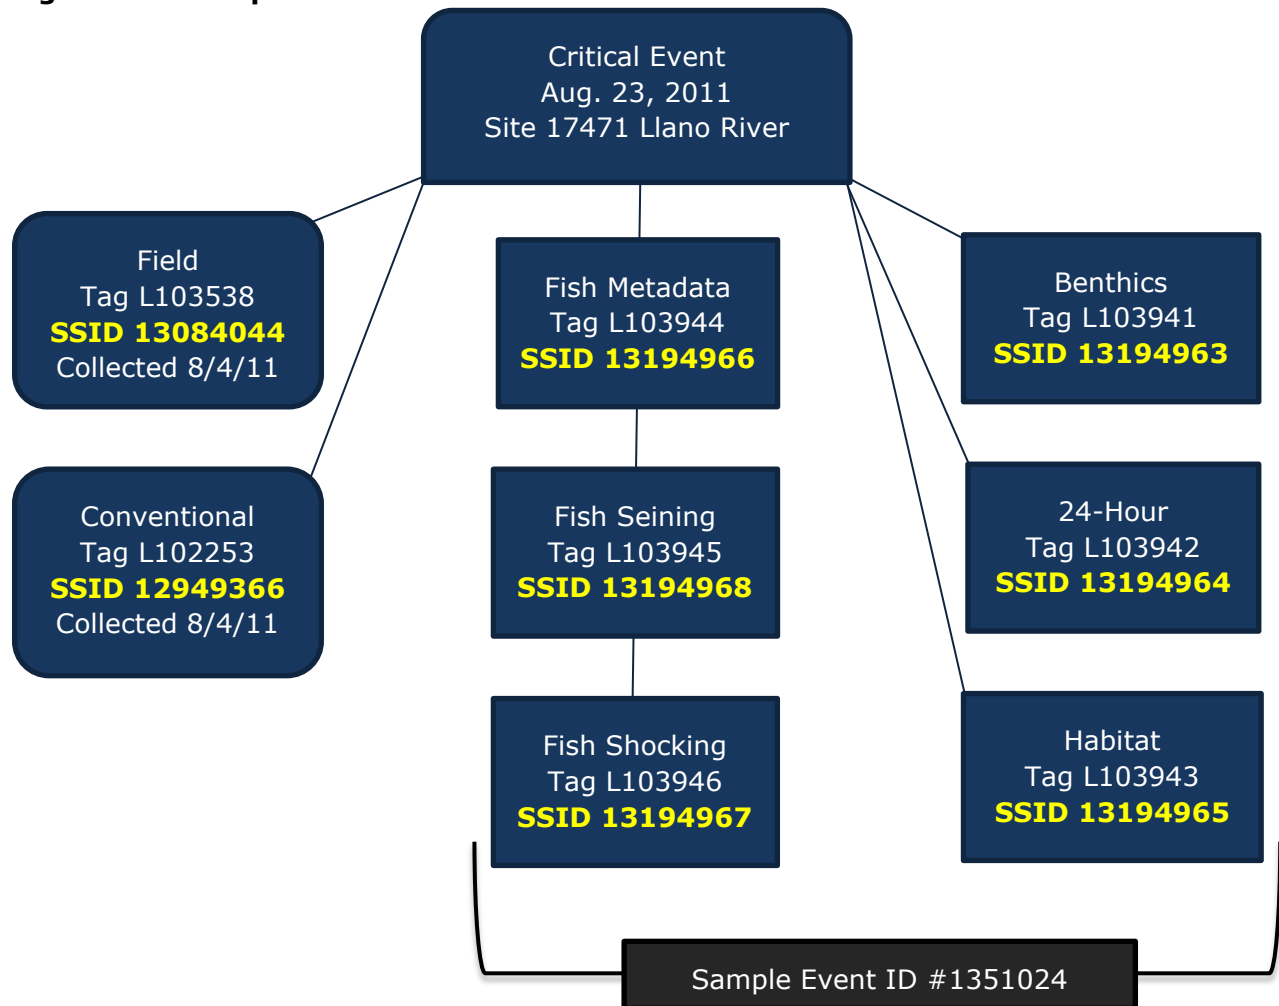 Critical Event
Aug. 23, 2011
Site 17471 Llano River
Field
Tag L103538
SSID 13084044
Collected 8/4/11
Conventional
Tag L102253
SSID 12949366
Collected 8/4/11
Fish Metadata
Tag L103944
SSID 13194966
Fish Seining
Tag L103945
SSID 13194968
Fish Shocking
Tag L103946
SSID 13194967
Benthics
Tag L103941
SSID 13194963
24-Hour
Tag L103942
SSID 13194964
Habitat
Tag L103943
SSID 13194965
Sample Event ID #1351024